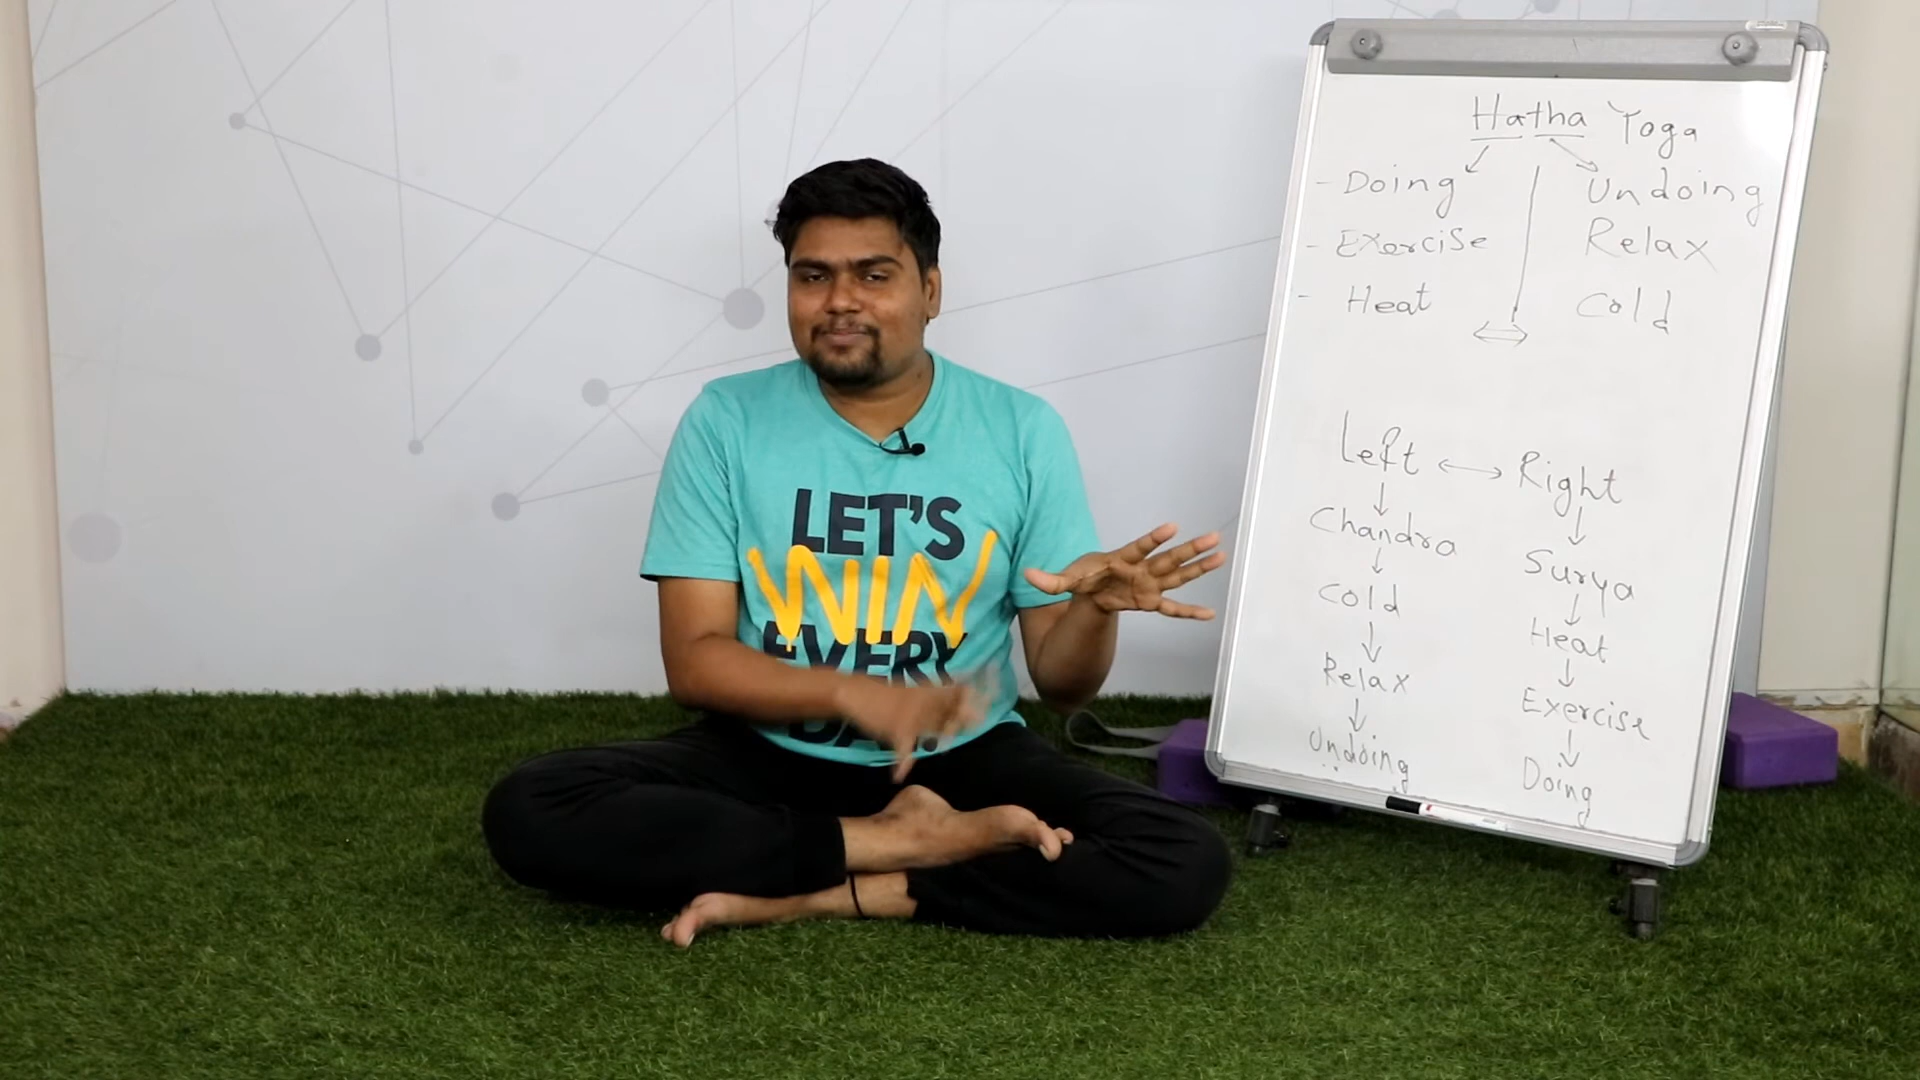 LET'S
WIN
EVERY
DAY.
Hatha Yoga
- Doing Undoing
- Exercise Relax
- Heat Cold
Left ↔ Right
Chandra Surya
Cold Heat
Relax Exercise
Undoing Doing